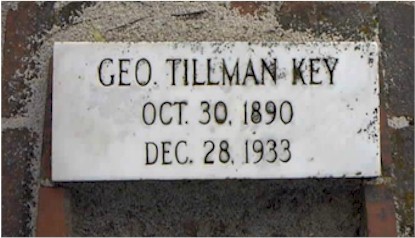 GEO. TILLMAN KEY
OCT. 30, 1890
DEC. 28, 1933